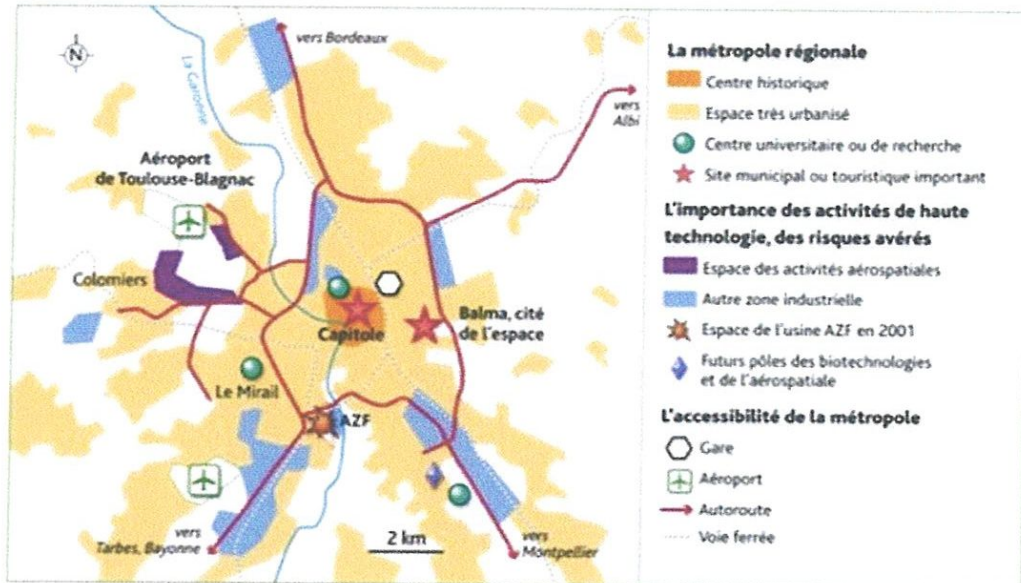 N
vers Bordeaux
La Garonne
vers
Albi
Aéroport
de Toulouse-Blagnac
Colomiers
Capitole
Balma, cité
de l'espace
Le Mirail
AZF
vers
Tarbes, Bayonne
2 km
vers
Montpellier
La métropole régionale
Centre historique
Espace très urbanisé
Centre universitaire ou de recherche
Site municipal ou touristique important
L'importance des activités de haute
technologie, des risques avérés
Espace des activités aérospatiales
Autre zone industrielle
Espace de l'usine AZF en 2001
Futurs pôles des biotechnologies
et de l'aérospatiale
L'accessibilité de la métropole
Gare
Aéroport
Autoroute
Voie ferrée